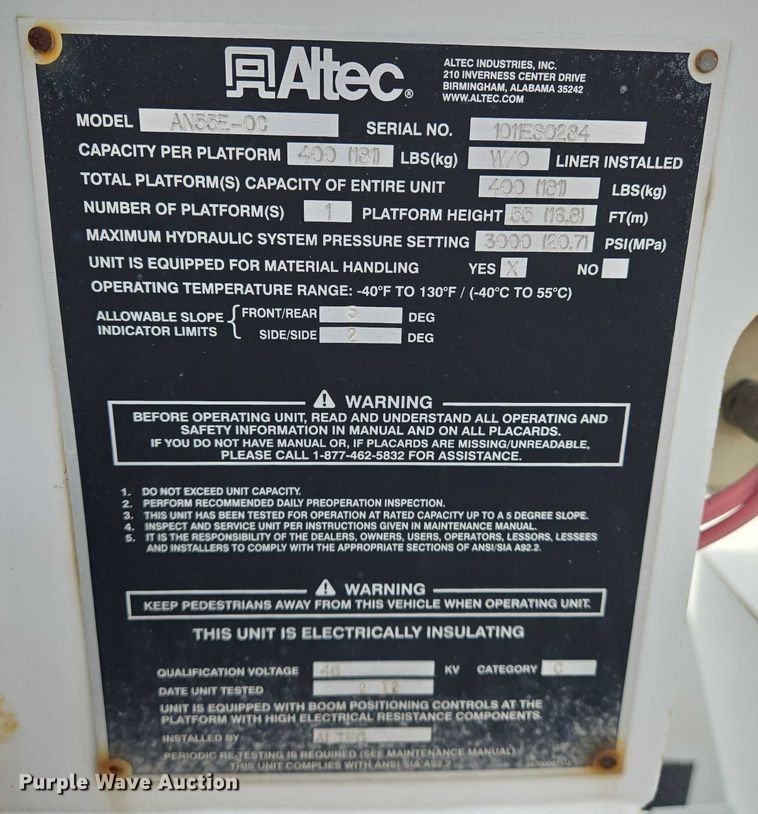 Altec®
ALTEC INDUSTRIES, INC.
210 INVERNESS CENTER DRIVE
BIRMINGHAM, ALABAMA 35242
WWW.ALTEC.COM
MODEL AN55E-OC SERIAL NO. 1011ES0284
CAPACITY PER PLATFORM 400 (181) LBS(kg) W/O LINER INSTALLED
TOTAL PLATFORM(S) CAPACITY OF ENTIRE UNIT 400 (181) LBS(kg)
NUMBER OF PLATFORM(S) 1 PLATFORM HEIGHT 55 (16.8) FT(m)
MAXIMUM HYDRAULIC SYSTEM PRESSURE SETTING 3000 (20.7) PSI(MPa)
UNIT IS EQUIPPED FOR MATERIAL HANDLING YES X NO
OPERATING TEMPERATURE RANGE: -40°F TO 130°F / (-40°C TO 55°C)
ALLOWABLE SLOPE INDICATOR LIMITS { FRONT/REAR 5 DEG
SIDE/SIDE 2 DEG
⚠ WARNING
BEFORE OPERATING UNIT, READ AND UNDERSTAND ALL OPERATING AND
SAFETY INFORMATION IN MANUAL AND ON ALL PLACARDS.
IF YOU DO NOT HAVE MANUAL OR, IF PLACARDS ARE MISSING/UNREADABLE,
PLEASE CALL 1-877-462-5832 FOR ASSISTANCE.
1. DO NOT EXCEED UNIT CAPACITY.
2. PERFORM RECOMMENDED DAILY PREOPERATION INSPECTION.
3. THIS UNIT HAS BEEN TESTED FOR OPERATION AT RATED CAPACITY UP TO A 5 DEGREE SLOPE.
4. INSPECT AND SERVICE UNIT PER INSTRUCTIONS GIVEN IN MAINTENANCE MANUAL.
5. IT IS THE RESPONSIBILITY OF THE DEALERS, OWNERS, USERS, OPERATORS, LESSORS, LESSEES
AND INSTALLERS TO COMPLY WITH THE APPROPRIATE SECTIONS OF ANSI/SIA A92.2.
⚠ WARNING
KEEP PEDESTRIANS AWAY FROM THIS VEHICLE WHEN OPERATING UNIT.
THIS UNIT IS ELECTRICALLY INSULATING
QUALIFICATION VOLTAGE 46 KV CATEGORY C
DATE UNIT TESTED 2 12
UNIT IS EQUIPPED WITH BOOM POSITIONING CONTROLS AT THE
PLATFORM WITH HIGH ELECTRICAL RESISTANCE COMPONENTS.
INSTALLED BY ALTEC
PERIODIC RE-TESTING IS REQUIRED (SEE MAINTENANCE MANUAL)
THIS UNIT COMPLIES WITH ANSI/SIA A92.2
Purple Wave Auction